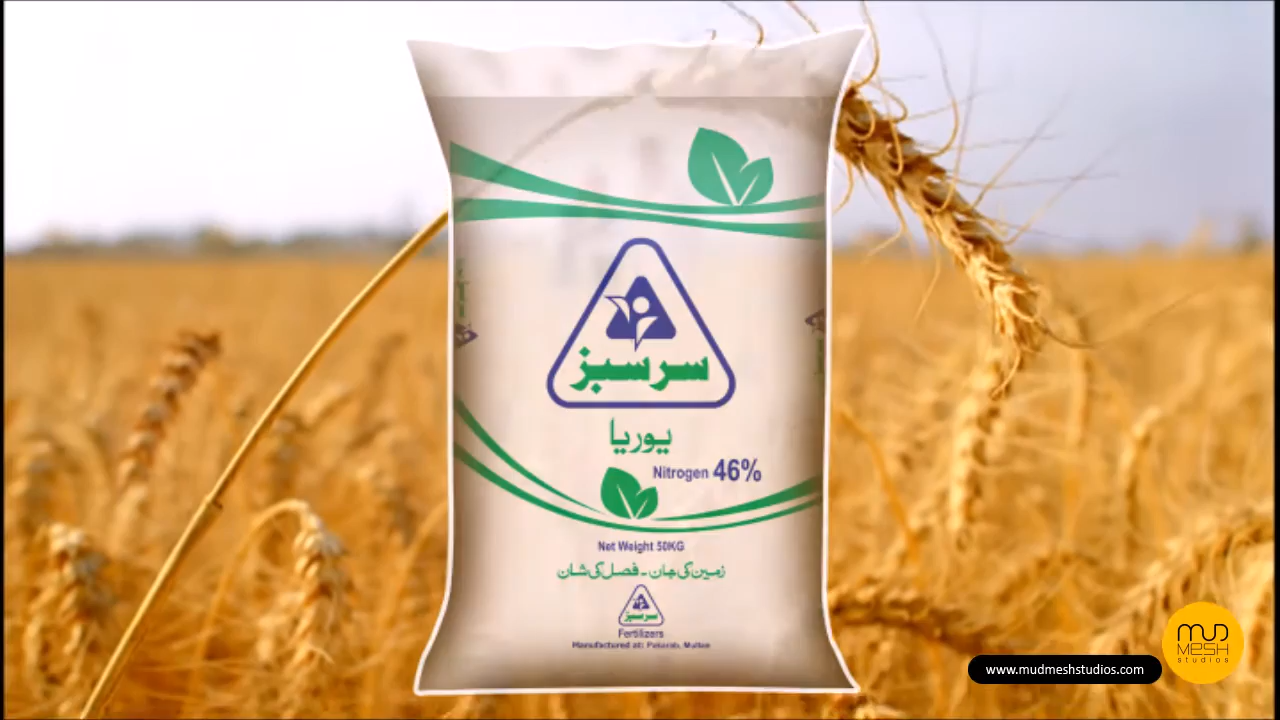 سرسبز
یوریا
Nitrogen 46%
Net Weight 50KG
زمین کی جان - فصل کی شان
سرسبز
Fertilizers
Manufactured at: Pakarab, Multan
MUD
MESH
studios
www.mudmeshstudios.com